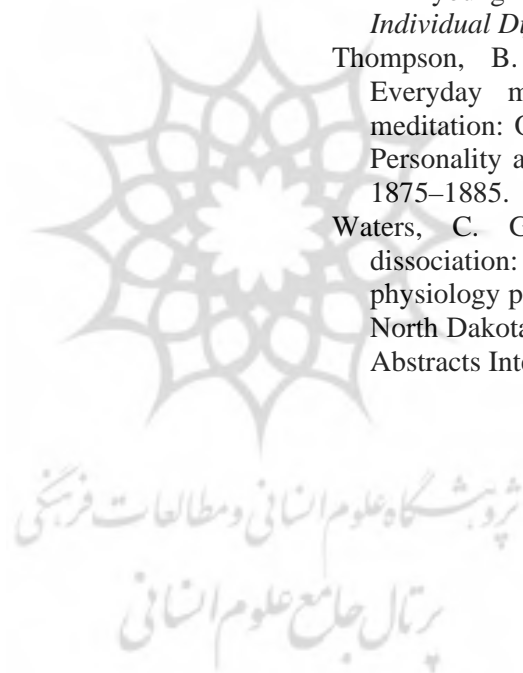 Individual Di
Thompson, B.
Everyday m
meditation: C
Personality a
1875–1885.
Waters, C. G
dissociation:
physiology p
North Dakota
Abstracts Inte
پژوهشگاه علوم انسانی و مطالعات فرهنگی
پرتال جامع علوم انسانی